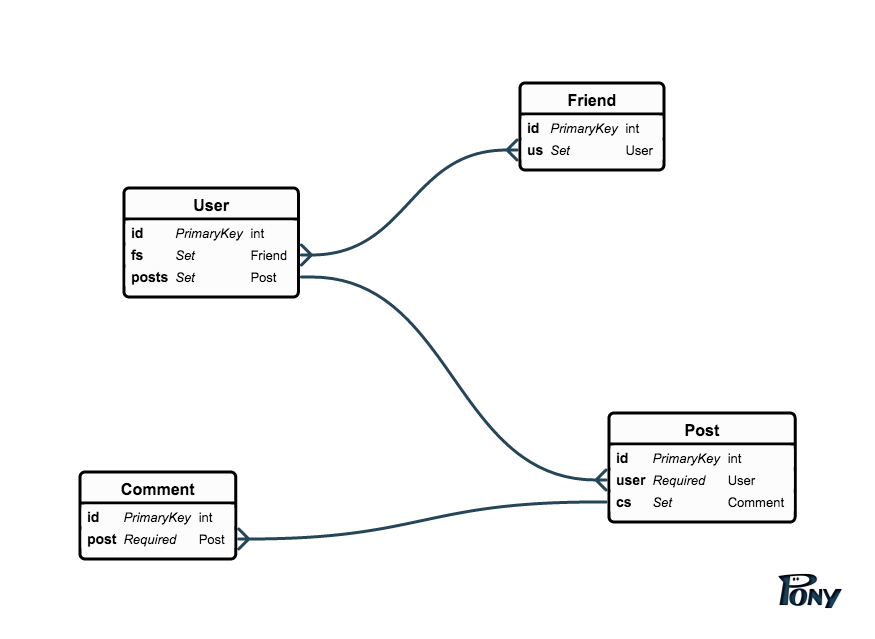 Friend
id PrimaryKey int
us Set User
User
id PrimaryKey int
fs Set Friend
posts Set Post
Post
id PrimaryKey int
user Required User
cs Set Comment
Comment
id PrimaryKey int
post Required Post
PONY